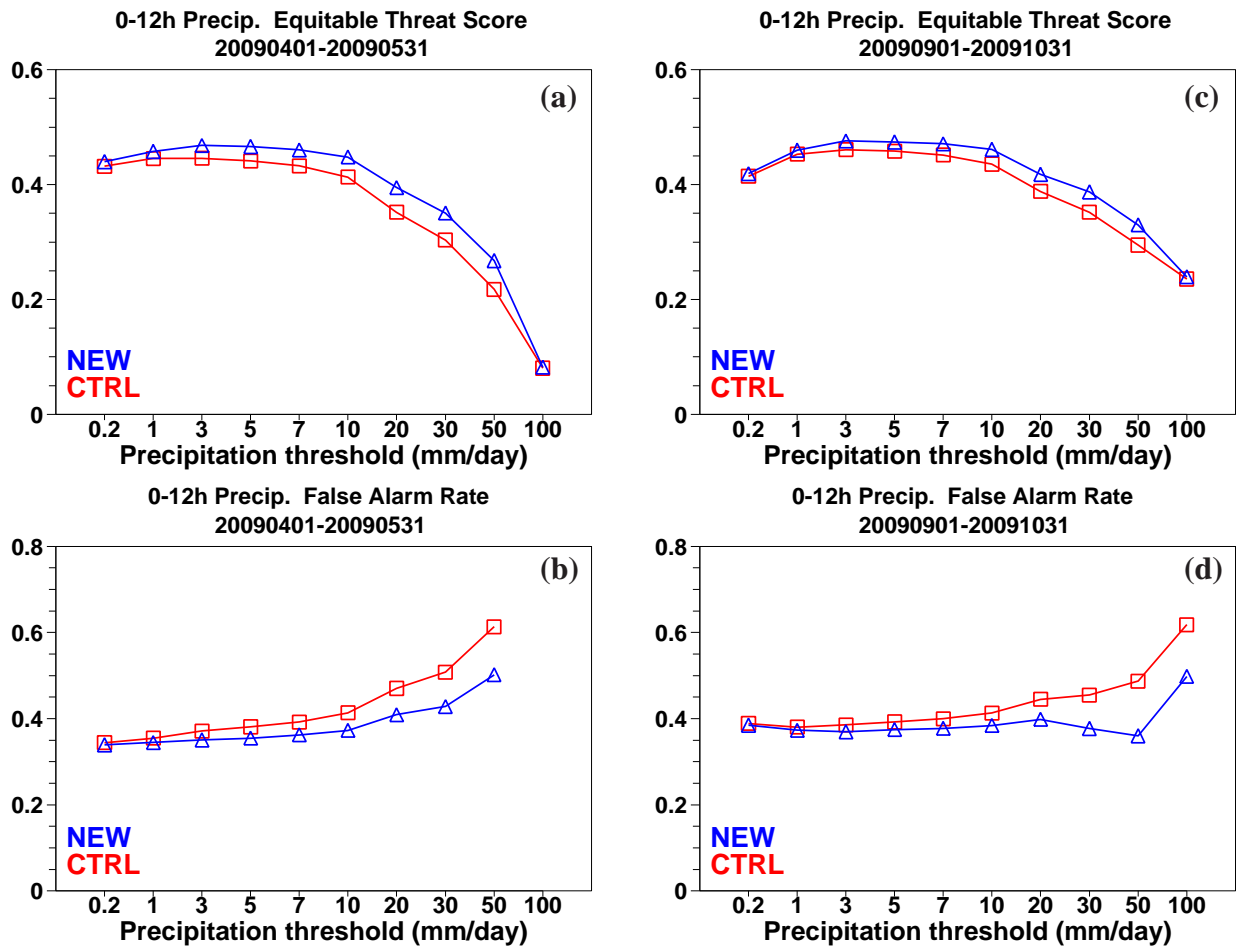 0-12h Precip. Equitable Threat Score
20090401-20090531
(a)
0.6
0.4
0.2
0
NEW
CTRL
0.2 1 3 5 7 10 20 30 50 100
Precipitation threshold (mm/day)
0-12h Precip. Equitable Threat Score
20090901-20091031
(c)
0.6
0.4
0.2
0
NEW
CTRL
0.2 1 3 5 7 10 20 30 50 100
Precipitation threshold (mm/day)
0-12h Precip. False Alarm Rate
20090401-20090531
(b)
0.8
0.6
0.4
0.2
0
NEW
CTRL
0.2 1 3 5 7 10 20 30 50 100
Precipitation threshold (mm/day)
0-12h Precip. False Alarm Rate
20090901-20091031
(d)
0.8
0.6
0.4
0.2
0
NEW
CTRL
0.2 1 3 5 7 10 20 30 50 100
Precipitation threshold (mm/day)